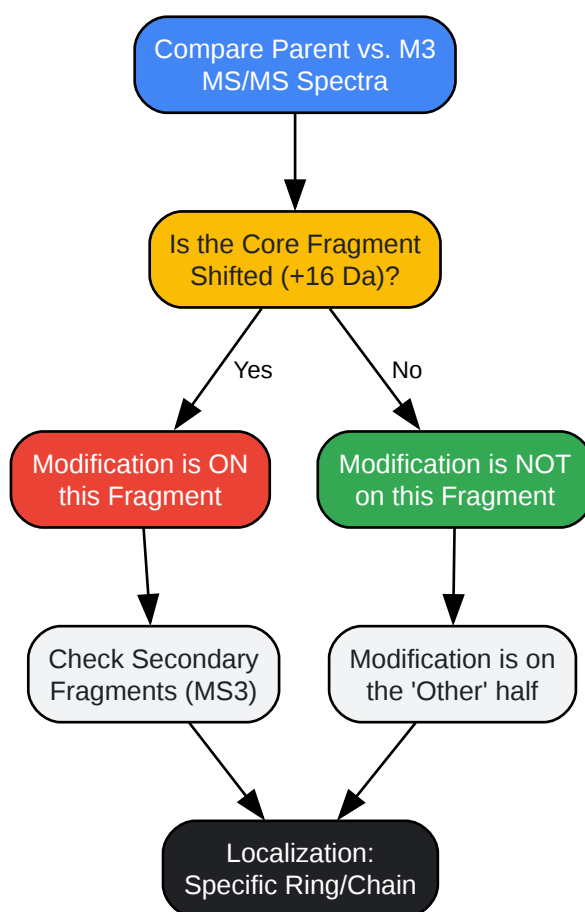 Compare Parent vs. M3
MS/MS Spectra
Is the Core Fragment
Shifted (+16 Da)?
Yes
No
Modification is ON
this Fragment
Modification is NOT
on this Fragment
Check Secondary
Fragments (MS3)
Modification is on
the 'Other' half
Localization:
Specific Ring/Chain